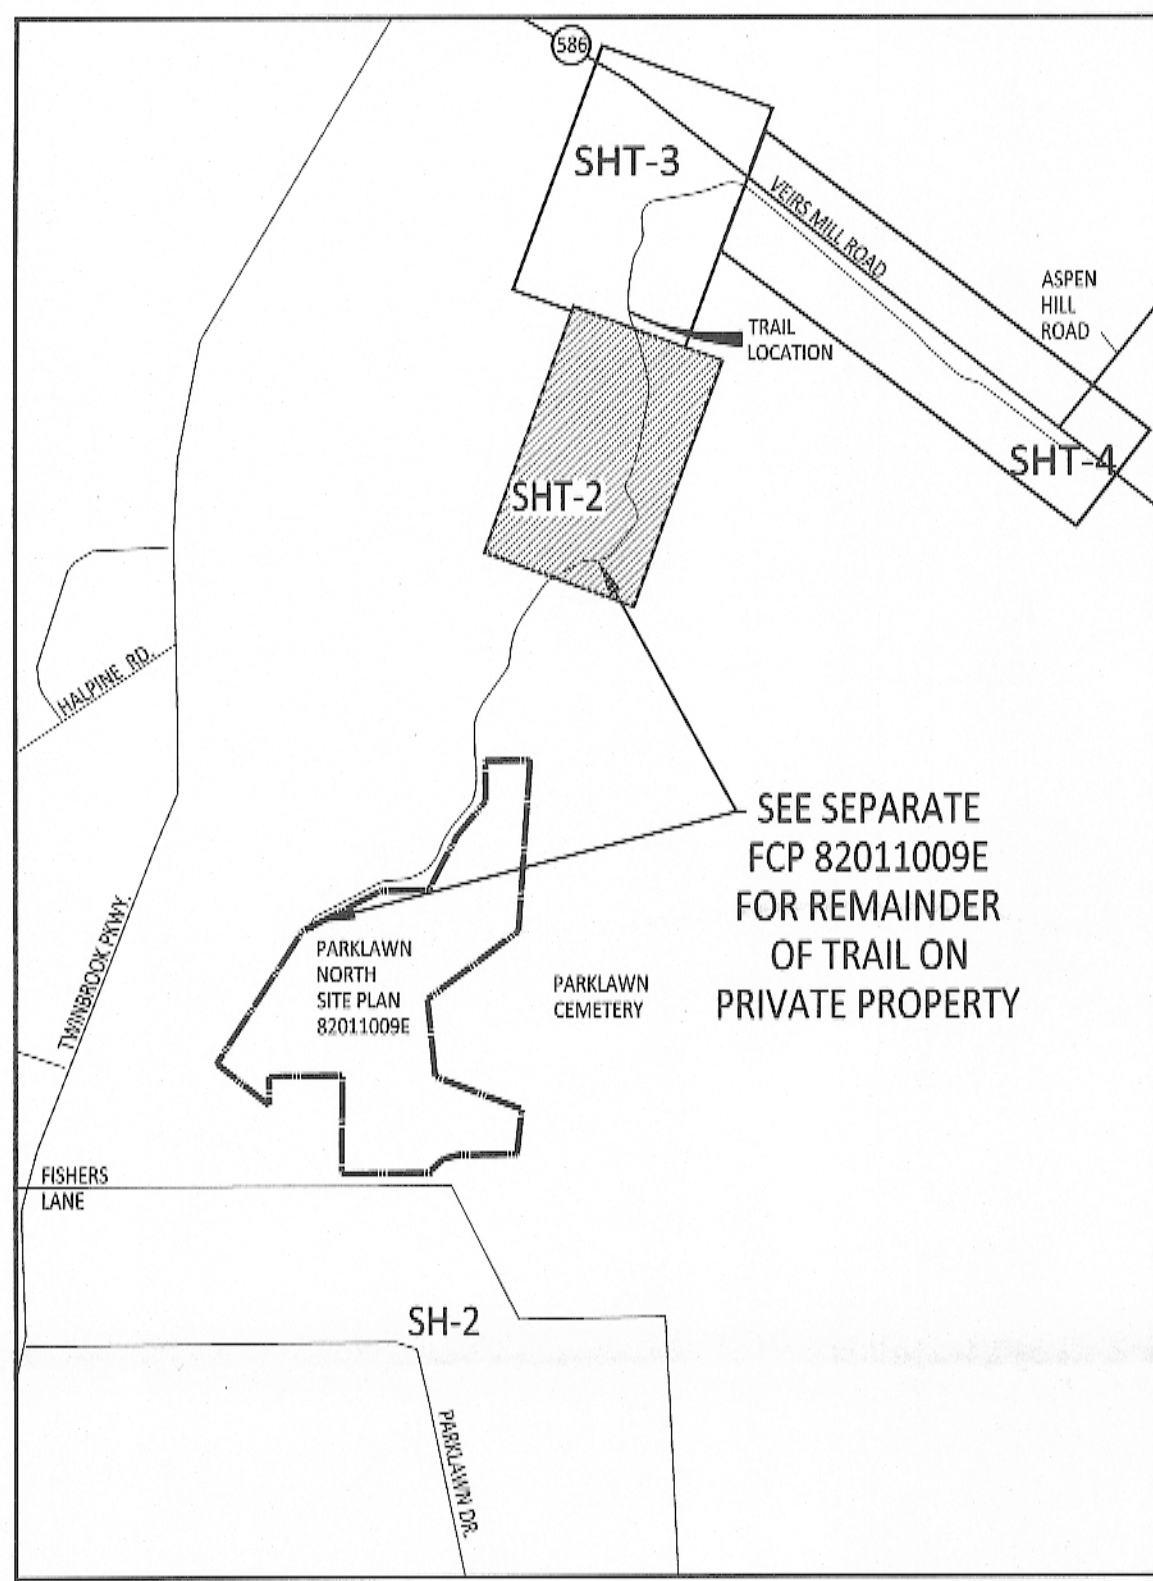 586
SHT-3
VEIRS MILL ROAD
ASPEN
HILL
ROAD
TRAIL
LOCATION
SHT-4
SHT-2
HALPINE RD.
SEE SEPARATE
FCP 82011009E
FOR REMAINDER
OF TRAIL ON
PRIVATE PROPERTY
TWINBROOK PKWY.
PARKLAWN
NORTH
SITE PLAN
82011009E
PARKLAWN
CEMETERY
FISHERS
LANE
SH-2
PARKLAWN DR.